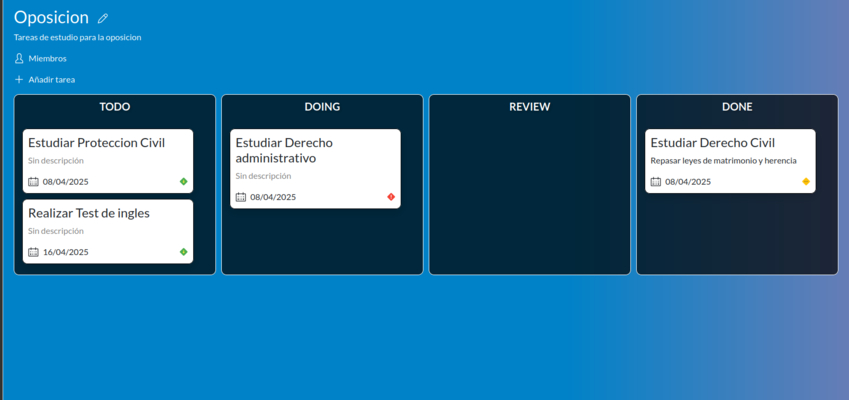 Oposicion
Tareas de estudio para la oposicion
Miembros
Añadir tarea
TODO
Estudiar Proteccion Civil
Sin descripción
08/04/2025
Realizar Test de ingles
Sin descripción
16/04/2025
DOING
Estudiar Derecho
administrativo
Sin descripción
08/04/2025
REVIEW
DONE
Estudiar Derecho Civil
Repasar leyes de matrimonio y herencia
08/04/2025